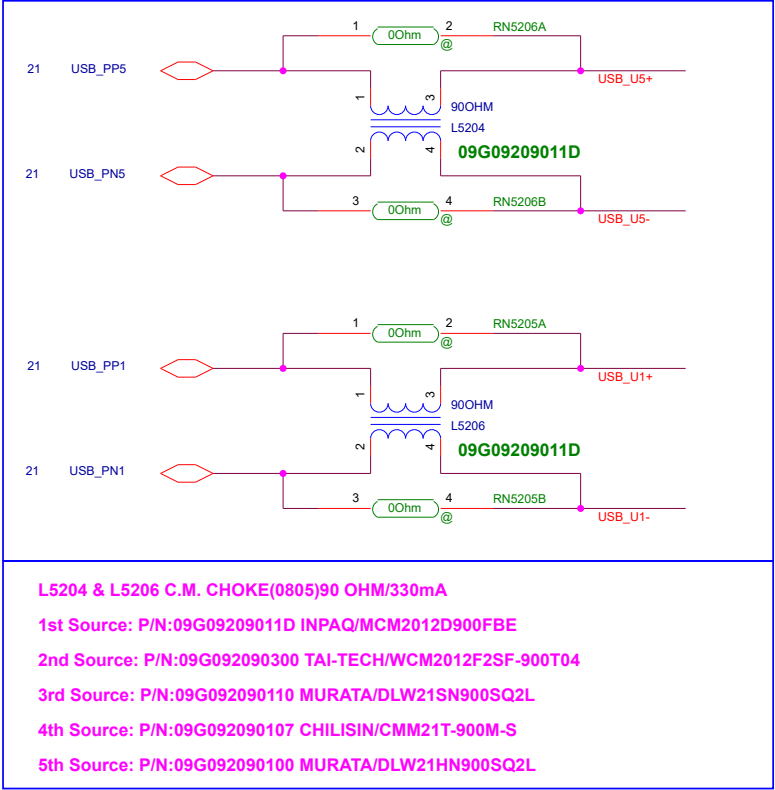 1 2 RN5206A
0Ohm
@
21 USB_PP5
USB_U5+
1 3
90OHM
L5204
2 4
09G09209011D
21 USB_PN5
3 4 RN5206B
0Ohm
@
USB_U5-
1 2 RN5205A
0Ohm
@
21 USB_PP1
USB_U1+
1 3
90OHM
L5206
2 4
09G09209011D
21 USB_PN1
3 4 RN5205B
0Ohm
@
USB_U1-
L5204 & L5206 C.M. CHOKE(0805)90 OHM/330mA
1st Source: P/N:09G09209011D INPAQ/MCM2012D900FBE
2nd Source: P/N:09G092090300 TAI-TECH/WCM2012F2SF-900T04
3rd Source: P/N:09G092090110 MURATA/DLW21SN900SQ2L
4th Source: P/N:09G092090107 CHILISIN/CMM21T-900M-S
5th Source: P/N:09G092090100 MURATA/DLW21HN900SQ2L